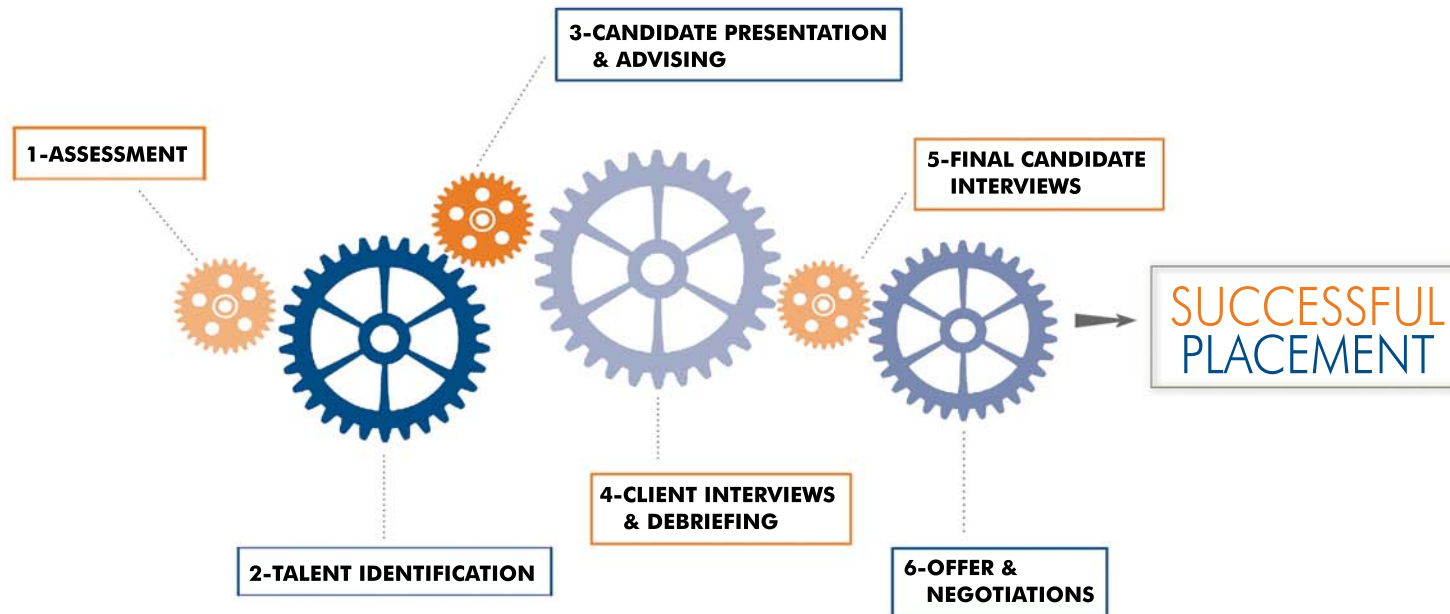 1-ASSESSMENT
2-TALENT IDENTIFICATION
3-CANDIDATE PRESENTATION
& ADVISING
4-CLIENT INTERVIEWS
& DEBRIEFING
5-FINAL CANDIDATE
INTERVIEWS
6-OFFER &
NEGOTIATIONS
SUCCESSFUL
PLACEMENT